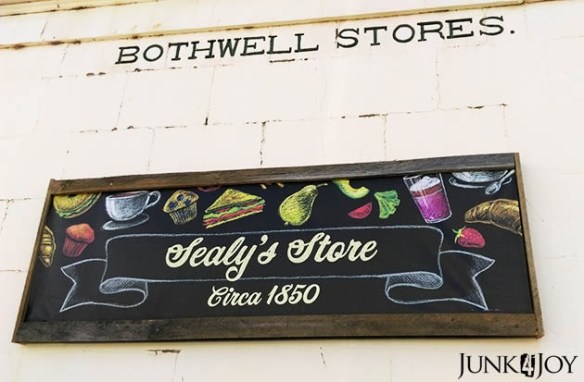 BOTHWELL STORES.
Sealy's Store
Circa 1850
JUNK4JOY